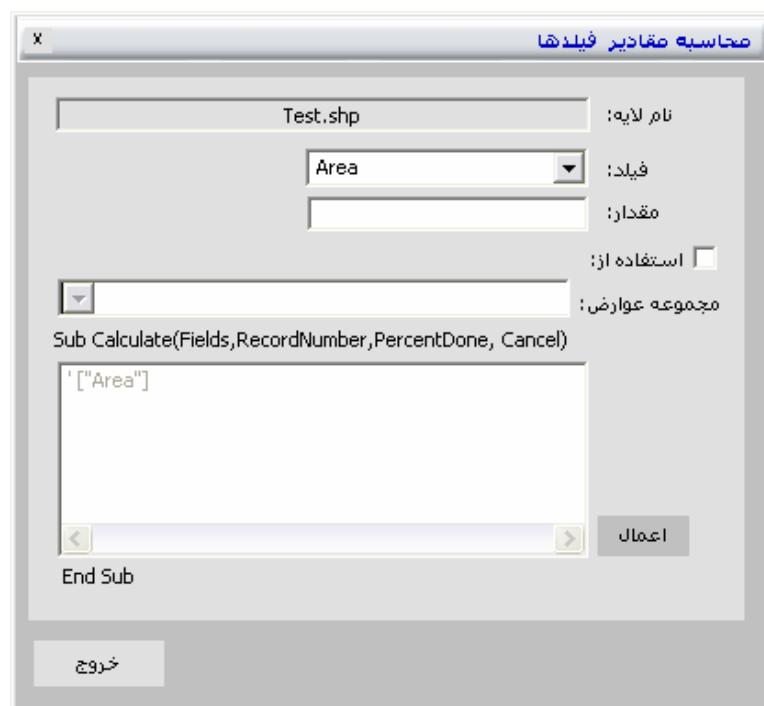 محاسبه مقادیر فیلدها x
نام لایه: Test.shp
فیلد: Area
مقدار:
استفاده از:
مجموعه عوارض:
Sub Calculate(Fields,RecordNumber,PercentDone, Cancel)
' ["Area"]
اعمال
End Sub
خروج